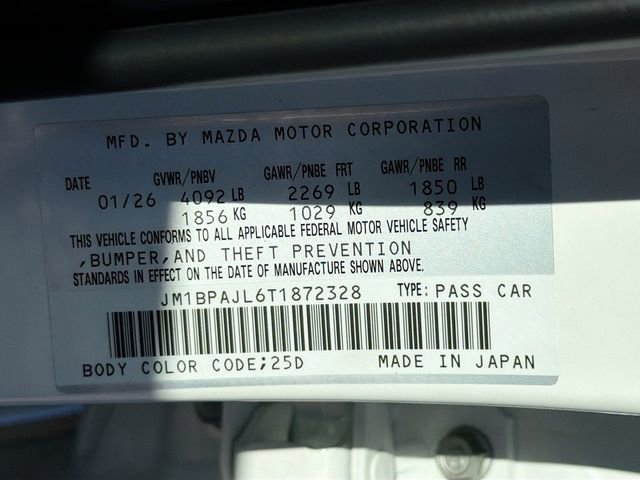 MFD. BY MAZDA MOTOR CORPORATION
DATE GVWR/PNBV GAWR/PNBE FRT GAWR/PNBE RR
01/26 4092 LB 2269 LB 1850 LB
1856 KG 1029 KG 839 KG
THIS VEHICLE CONFORMS TO ALL APPLICABLE FEDERAL MOTOR VEHICLE SAFETY
,BUMPER,AND THEFT PREVENTION
STANDARDS IN EFFECT ON THE DATE OF MANUFACTURE SHOWN ABOVE.
JM1BPAJL6T1872328 TYPE: PASS CAR
BODY COLOR CODE;25D MADE IN JAPAN